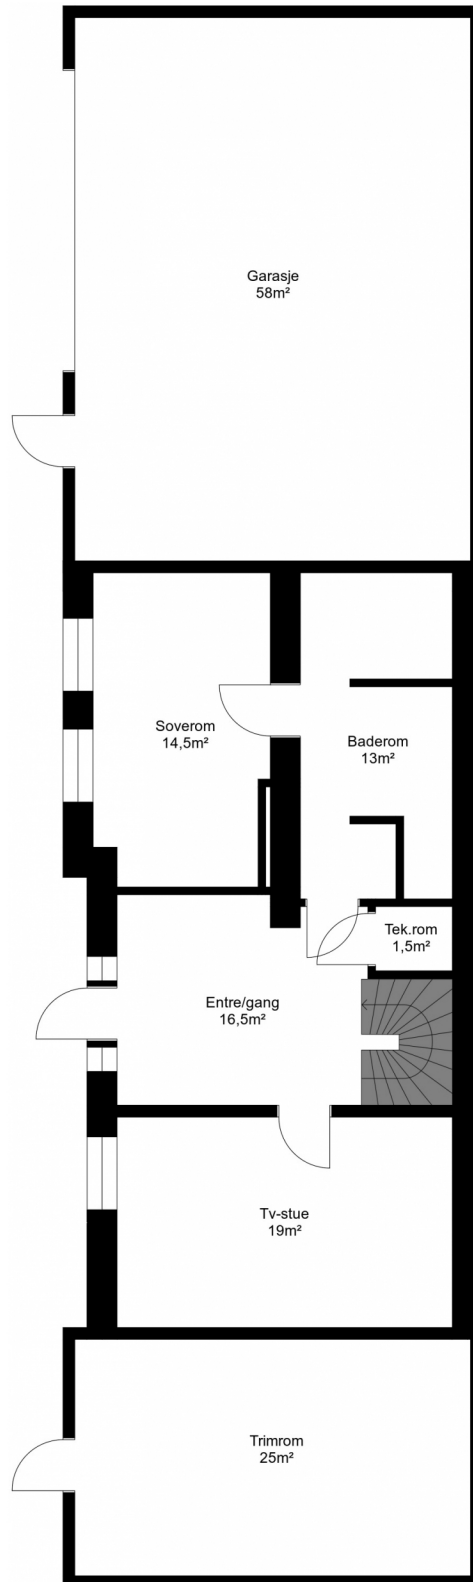 Garasje
58m²
Soverom
14,5m²
Baderom
13m²
Tek.rom
1,5m²
Entre/gang
16,5m²
Tv-stue
19m²
Trimrom
25m²